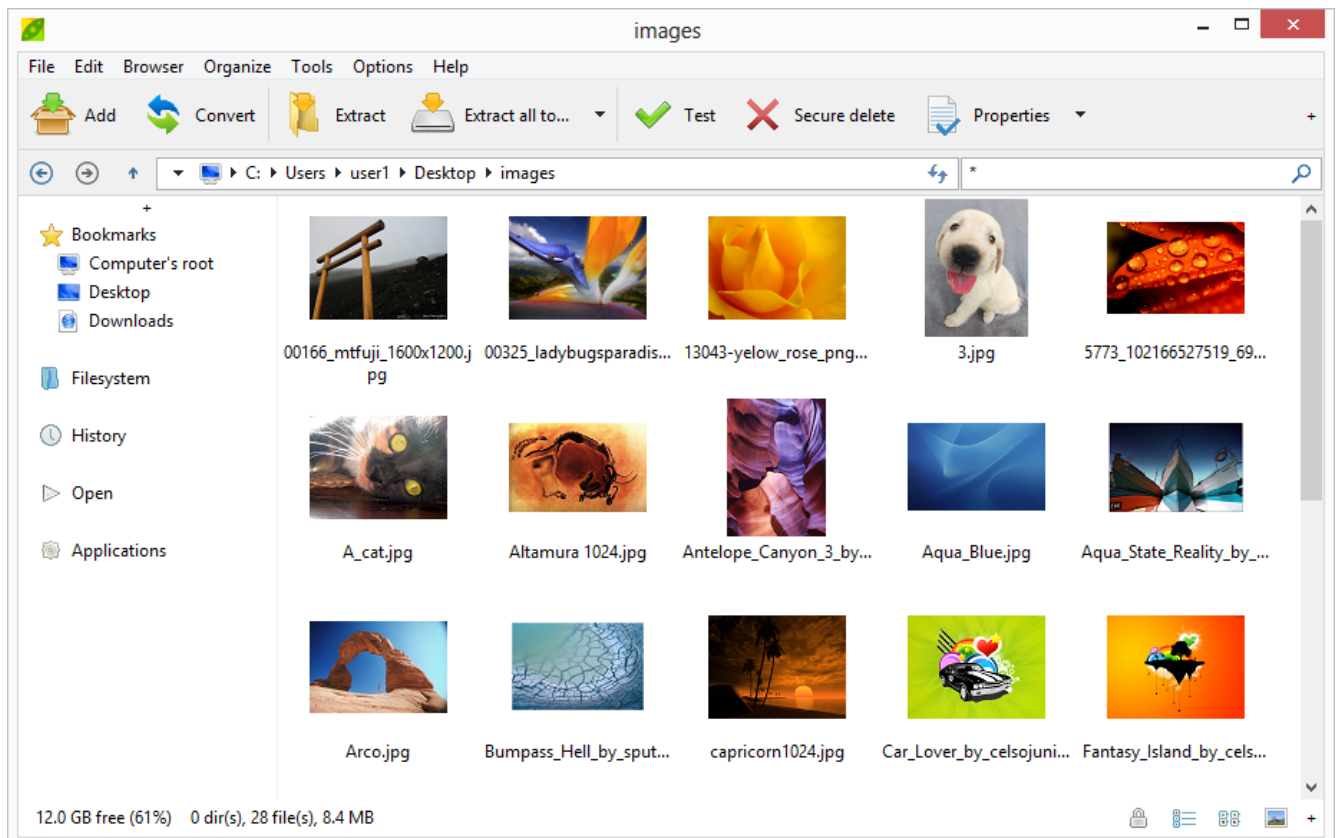 images
File Edit Browser Organize Tools Options Help
Add Convert Extract Extract all to... Test Secure delete Properties +
C: Users user1 Desktop images *
+
Bookmarks
Computer's root
Desktop
Downloads
Filesystem
History
Open
Applications
00166_mtfuji_1600x1200.j
pg
00325_ladybugsparadis...
13043-yelow_rose_png...
3.jpg
5773_102166527519_69...
A_cat.jpg
Altamura 1024.jpg
Antelope_Canyon_3_by...
Aqua_Blue.jpg
Aqua_State_Reality_by_...
Arco.jpg
Bumpass_Hell_by_sput...
capricorn1024.jpg
Car_Lover_by_celsojuni...
Fantasy_Island_by_cels...
12.0 GB free (61%) 0 dir(s), 28 file(s), 8.4 MB +